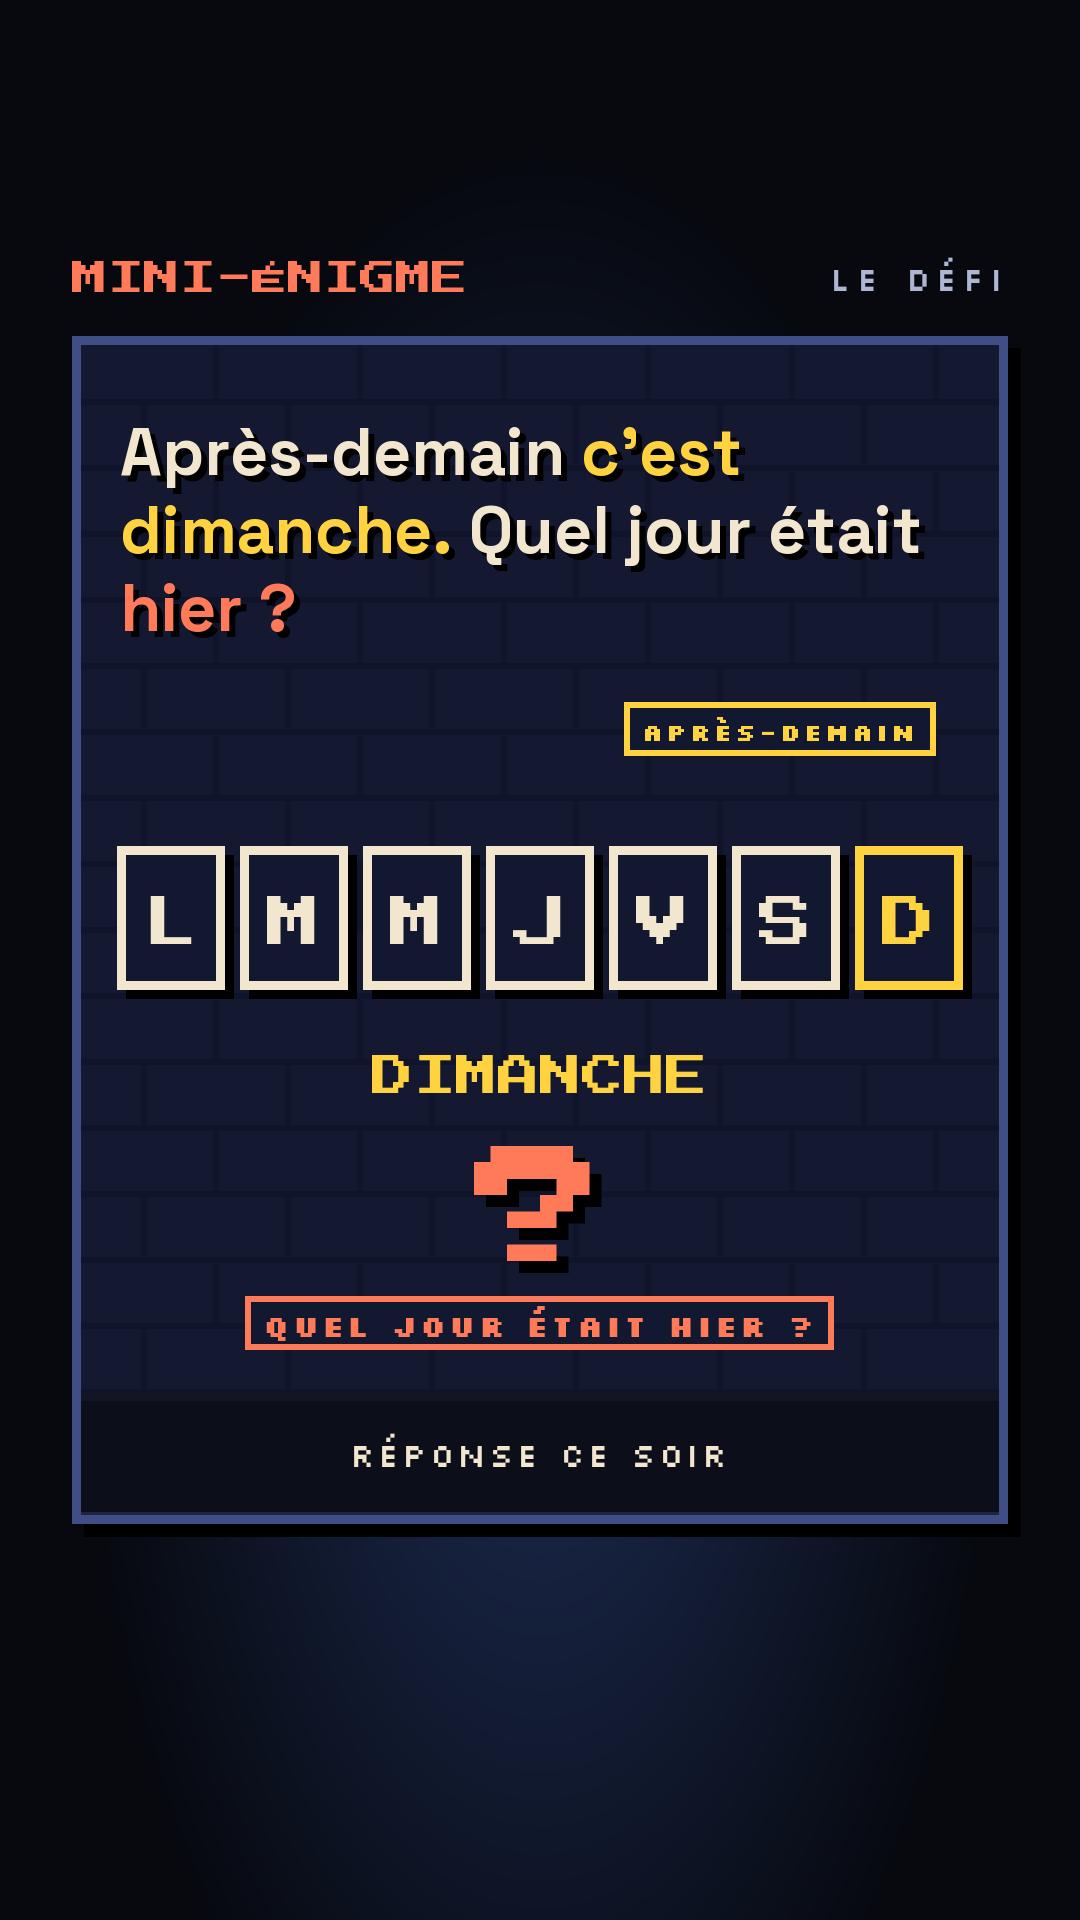 MINI-ÉNIGME
LE DÉFI
Après-demain c’est
dimanche. Quel jour était
hier ?
APRÈS-DEMAIN
L M M J V S D
DIMANCHE
?
QUEL JOUR ÉTAIT HIER ?
RÉPONSE CE SOIR